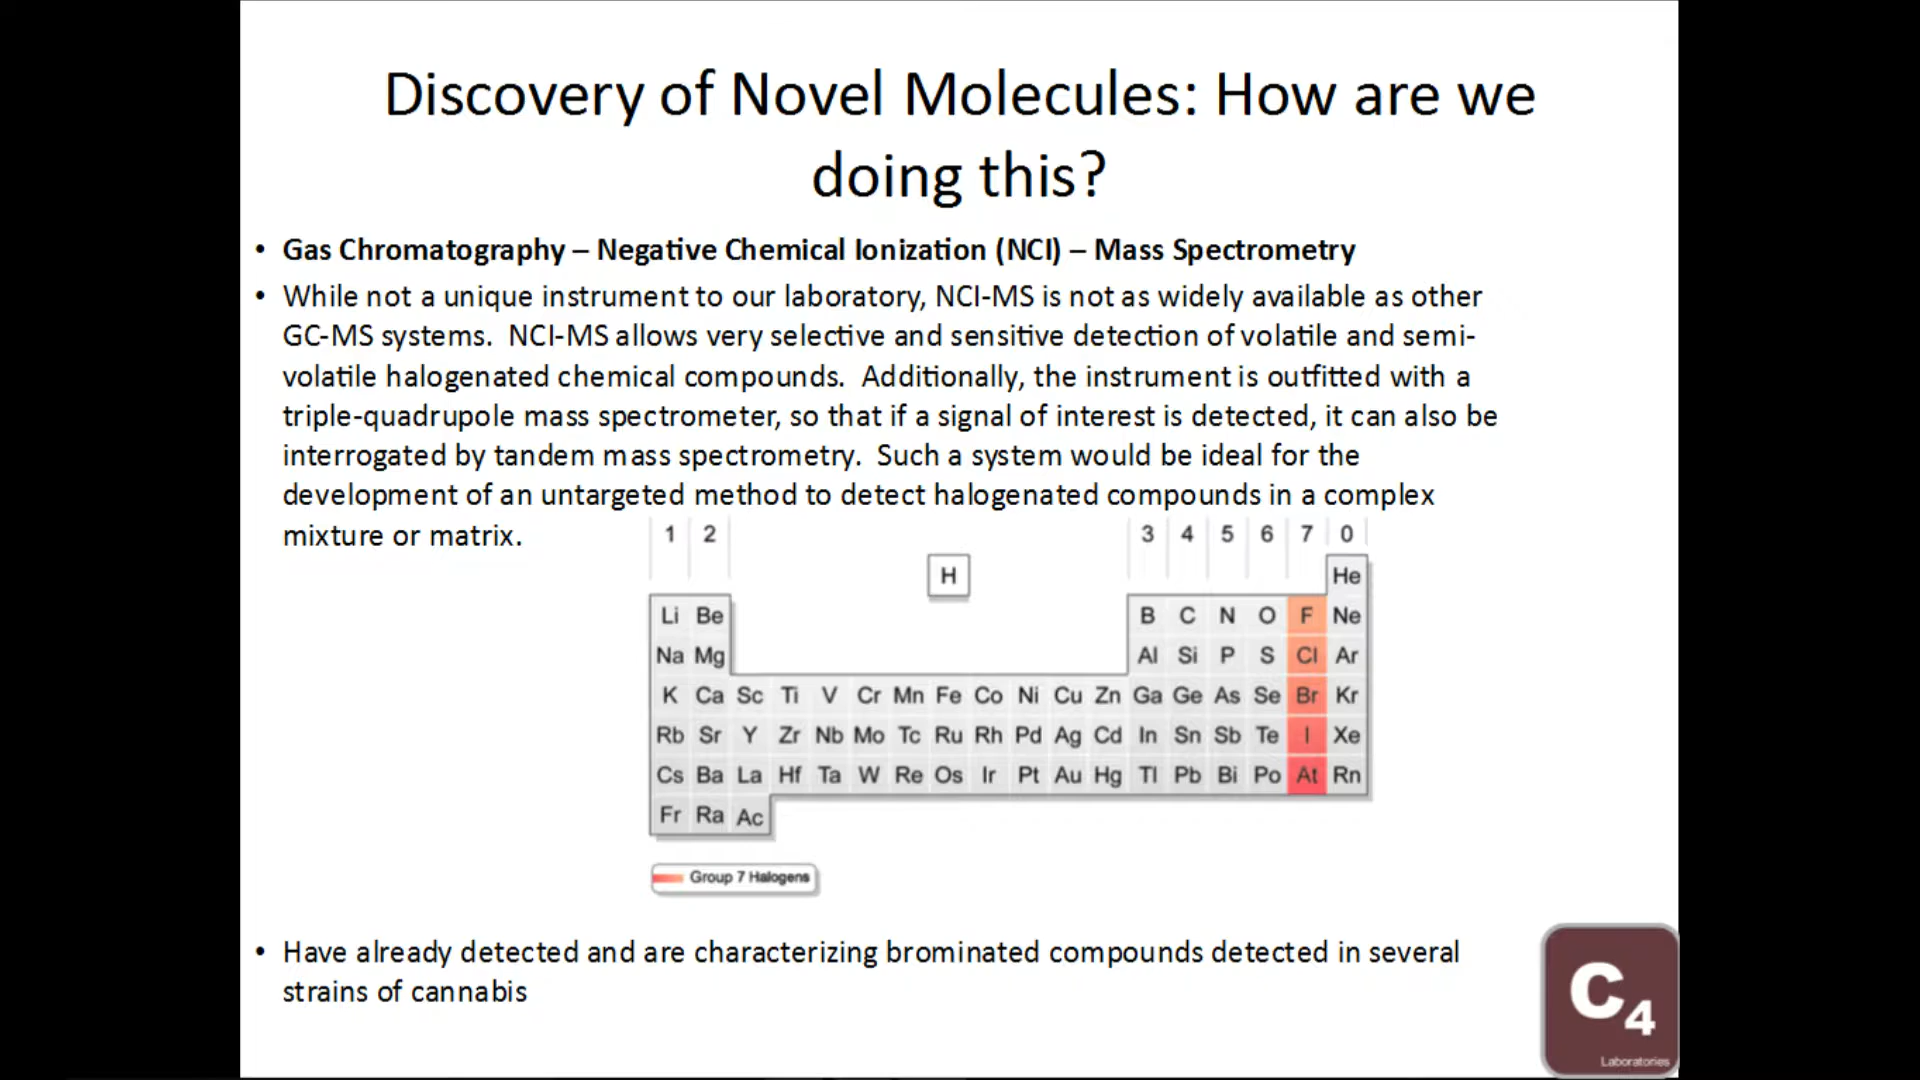 Discovery of Novel Molecules: How are we
doing this?
• Gas Chromatography – Negative Chemical Ionization (NCI) – Mass Spectrometry
• While not a unique instrument to our laboratory, NCI-MS is not as widely available as other
GC-MS systems.  NCI-MS allows very selective and sensitive detection of volatile and semi-
volatile halogenated chemical compounds.  Additionally, the instrument is outfitted with a
triple-quadrupole mass spectrometer, so that if a signal of interest is detected, it can also be
interrogated by tandem mass spectrometry.  Such a system would be ideal for the
development of an untargeted method to detect halogenated compounds in a complex
mixture or matrix.
1 2 3 4 5 6 7 0
H He
Li Be B C N O F Ne
Na Mg Al Si P S Cl Ar
K Ca Sc Ti V Cr Mn Fe Co Ni Cu Zn Ga Ge As Se Br Kr
Rb Sr Y Zr Nb Mo Tc Ru Rh Pd Ag Cd In Sn Sb Te I Xe
Cs Ba La Hf Ta W Re Os Ir Pt Au Hg Tl Pb Bi Po At Rn
Fr Ra Ac
Group 7 Halogens
• Have already detected and are characterizing brominated compounds detected in several
strains of cannabis
C4
Laboratories